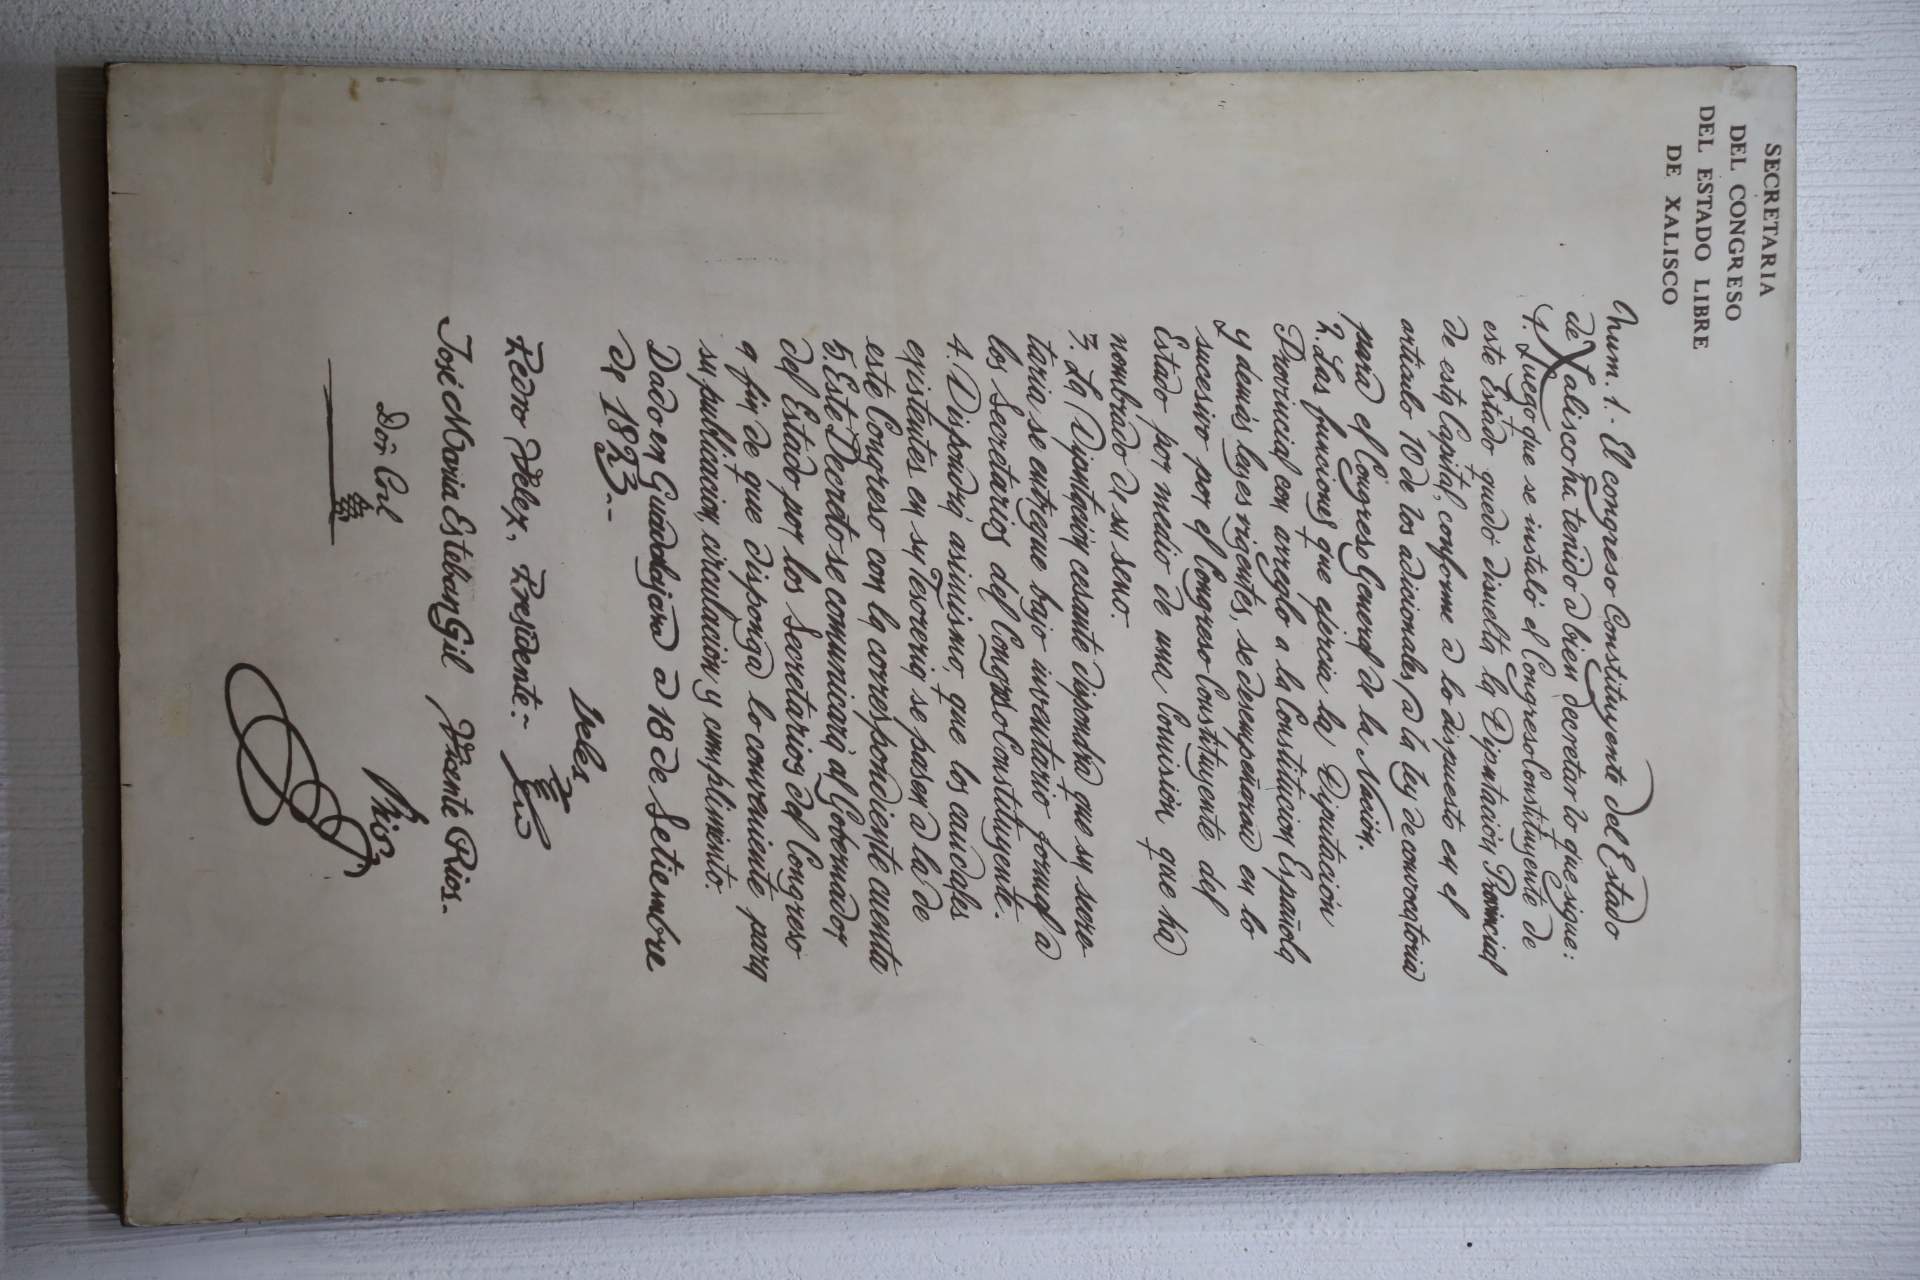 SECRETARIA
DEL CONGRESO
DEL ESTADO LIBRE
DE XALISCO
Num. 1.- El congreso Constituyente del Estado
de Xalisco ha tenido a bien decretar lo que sigue:
1. Luego que se instaló el Congreso Constituyente de
este Estado quedó disuelta la Diputación Provincial
de esta Capital, conforme a lo dispuesto en el
articulo 10 de los adicionales a la ley de convocatoria
para el Congreso General de la Nación.
2. Las funciones que ejercia la Diputación
Provincial con arreglo a la Constitucion Española
y demás leyes vigentes, se desempeñaran en lo
sucesivo por el Congreso Constituyente del
Estado por medio de una Comisión que ha
nombrado de su seno.
3. La Diputación cesante dispondrá que su secre-
taria se entregue bajo inventario formal a
los Secretarios del Congreso Constituyente.
4. Dispondrá asimismo, que los caudales
existentes en su Tesoreria se pasen a la de
este Congreso con la correspondiente cuenta
5. Este Decreto se comunicará al Gobernador
del Estado por los Secretarios del Congreso
a fin de que disponga lo conveniente para
su publicacion, circulación y cumplimiento.
Dado en Guadalajara a 18 de Setiembre
de 1823.--
Velez
Pedro Velez, Presidente:-
José Maria Esteban Gil Vicente Rios.
Rios